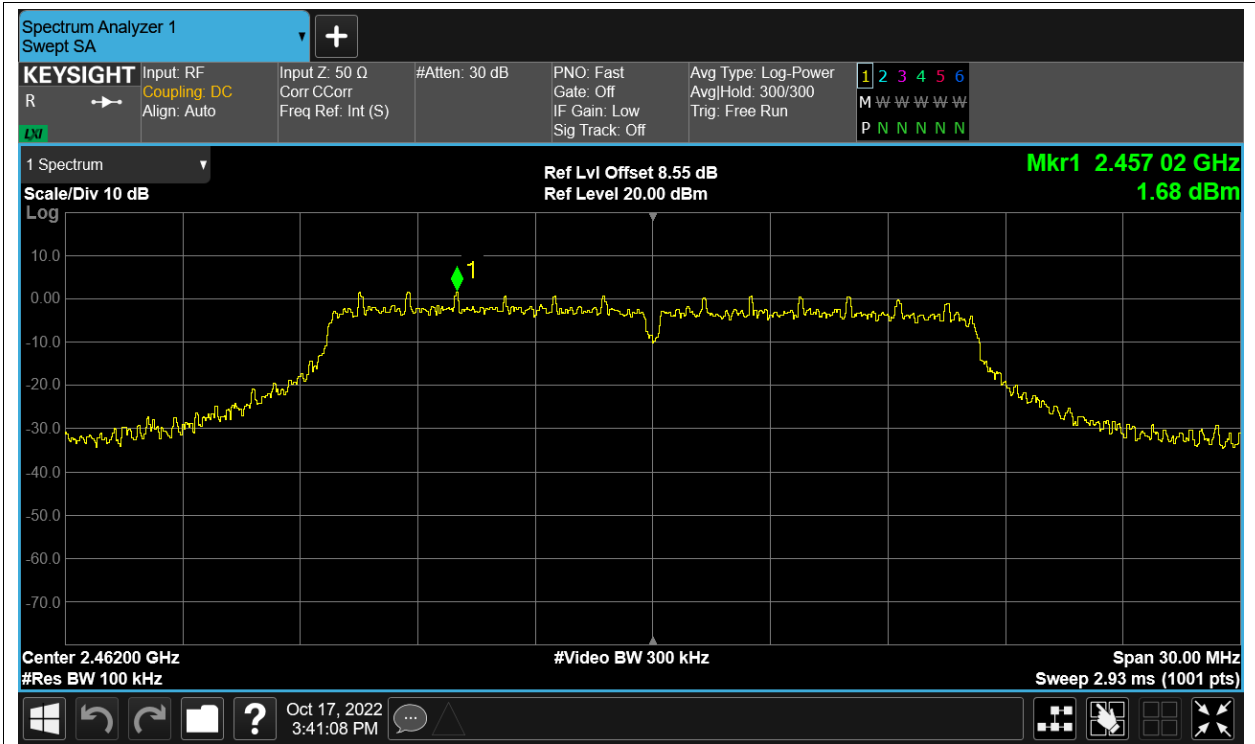 Spectrum Analyzer 1
Swept SA
KEYSIGHT
R
LXI
Input: RF
Coupling: DC
Align: Auto
Input Z: 50 Ω
Corr CCorr
Freq Ref: Int (S)
#Atten: 30 dB
PNO: Fast
Gate: Off
IF Gain: Low
Sig Track: Off
Avg Type: Log-Power
Avg|Hold: 300/300
Trig: Free Run
1 2 3 4 5 6
M W W W W W
P N N N N N
1 Spectrum
Scale/Div 10 dB
Log
Ref Lvl Offset 8.55 dB
Ref Level 20.00 dBm
Mkr1 2.457 02 GHz
1.68 dBm
1
10.0
0.00
-10.0
-20.0
-30.0
-40.0
-50.0
-60.0
-70.0
Center 2.46200 GHz
#Video BW 300 kHz
Span 30.00 MHz
#Res BW 100 kHz
Sweep 2.93 ms (1001 pts)
?
Oct 17, 2022
3:41:08 PM